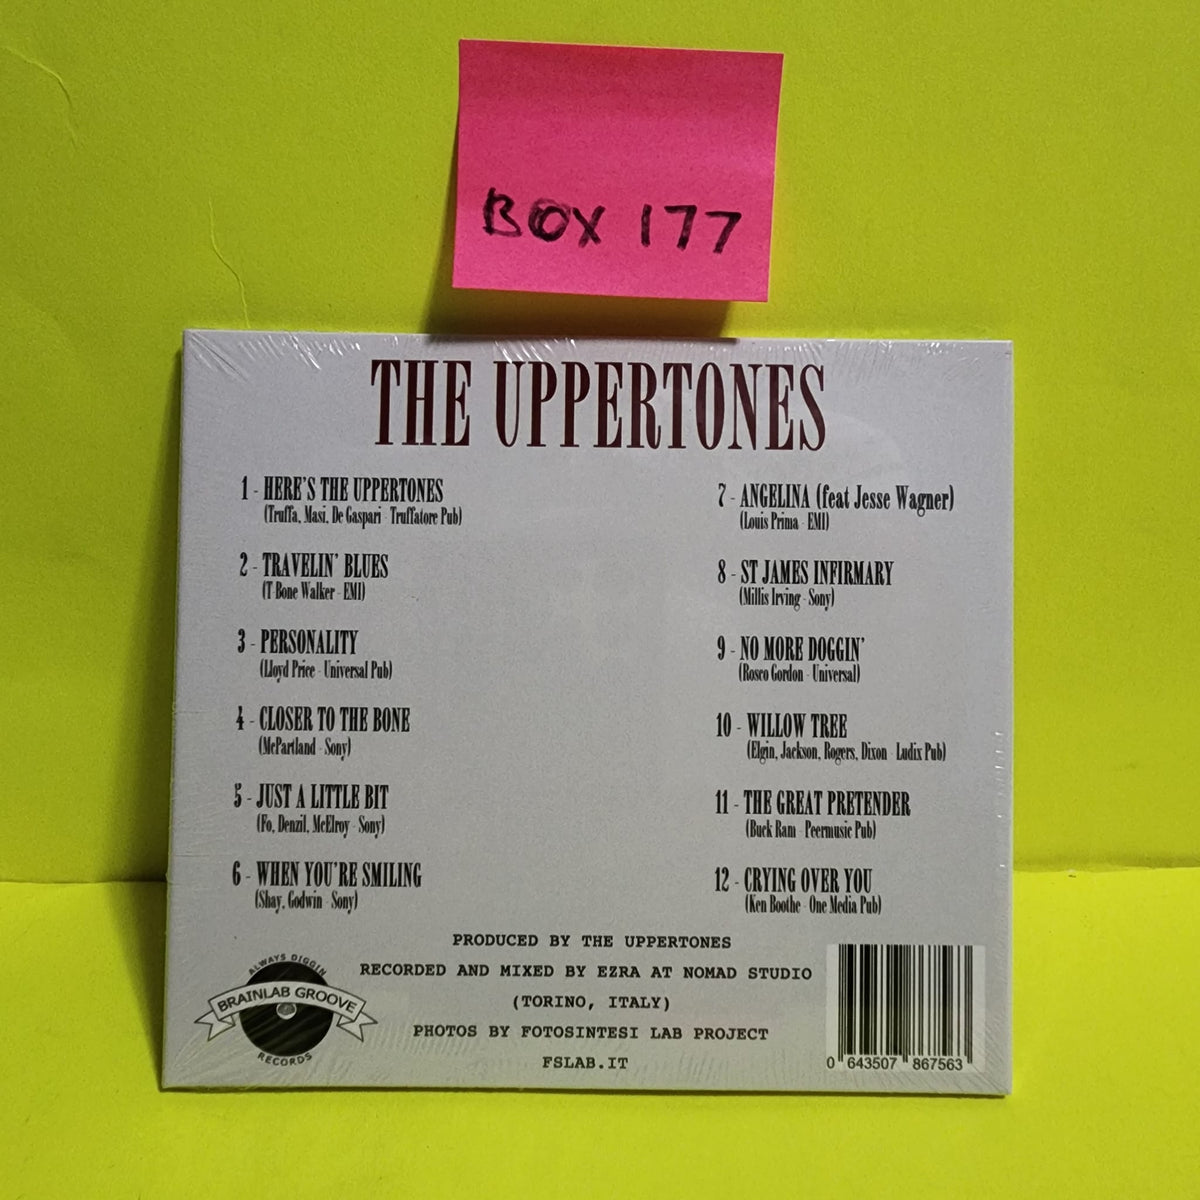 BOX 177
THE UPPERTONES
1 - HERE'S THE UPPERTONES
(Truffa, Masi, De Gaspari - Truffatore Pub)
2 - TRAVELIN' BLUES
(T-Bone Walker - EMI)
3 - PERSONALITY
(Lloyd Price - Universal Pub)
4 - CLOSER TO THE BONE
(McPartland - Sony)
5 - JUST A LITTLE BIT
(Fo, Denzil, McElroy - Sony)
6 - WHEN YOU'RE SMILING
(Shay, Godwin - Sony)
7 - ANGELINA (feat Jesse Wagner)
(Louis Prima - EMI)
8 - ST JAMES INFIRMARY
(Millis Irving - Sony)
9 - NO MORE DOGGIN'
(Rosco Gordon - Universal)
10 - WILLOW TREE
(Elgin, Jackson, Rogers, Dixon - Ludix Pub)
11 - THE GREAT PRETENDER
(Buck Ram - Peermusic Pub)
12 - CRYING OVER YOU
(Ken Boothe - One Media Pub)
PRODUCED BY THE UPPERTONES
RECORDED AND MIXED BY EZRA AT NOMAD STUDIO
(TORINO, ITALY)
PHOTOS BY FOTOSINTESI LAB PROJECT
FSLAB.IT
ALWAYS DIGGIN
BRAINLAB GROOVE
RECORDS
0 643507 867563